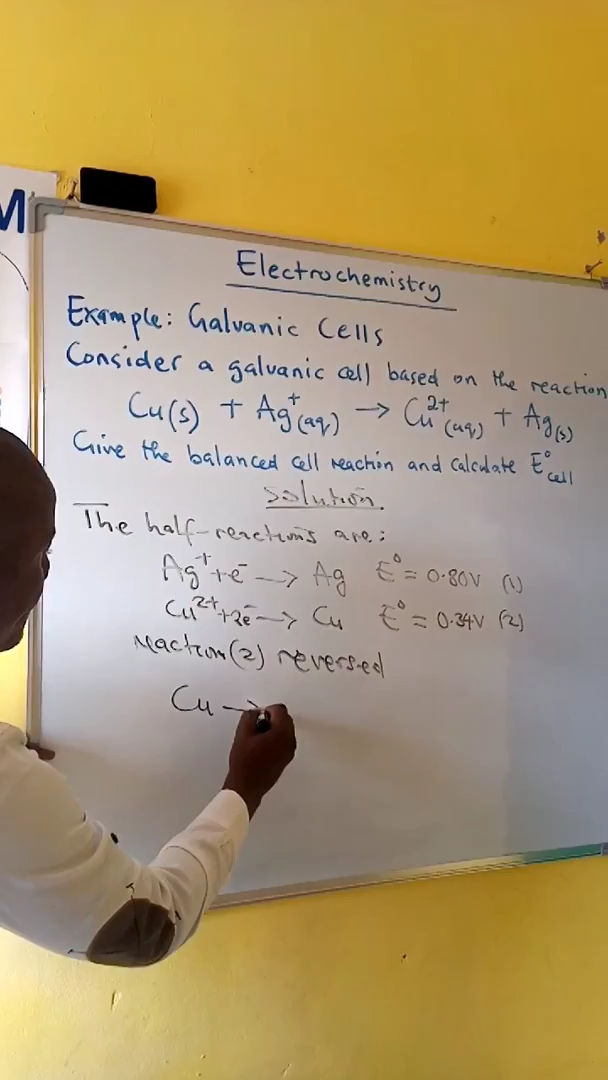 M
Electrochemistry
Example: Galvanic Cells
Consider a galvanic cell based on the reaction
Cu(s) + Ag⁺(aq) → Cu²⁺(aq) + Ag(s)
Give the balanced cell reaction and calculate E°cell
Solution.
The half-reactions are:
Ag⁺+e⁻ → Ag E° = 0.80V (1)
Cu²⁺+2e⁻ → Cu E° = 0.34V (2)
reaction(2) reversed
Cu →